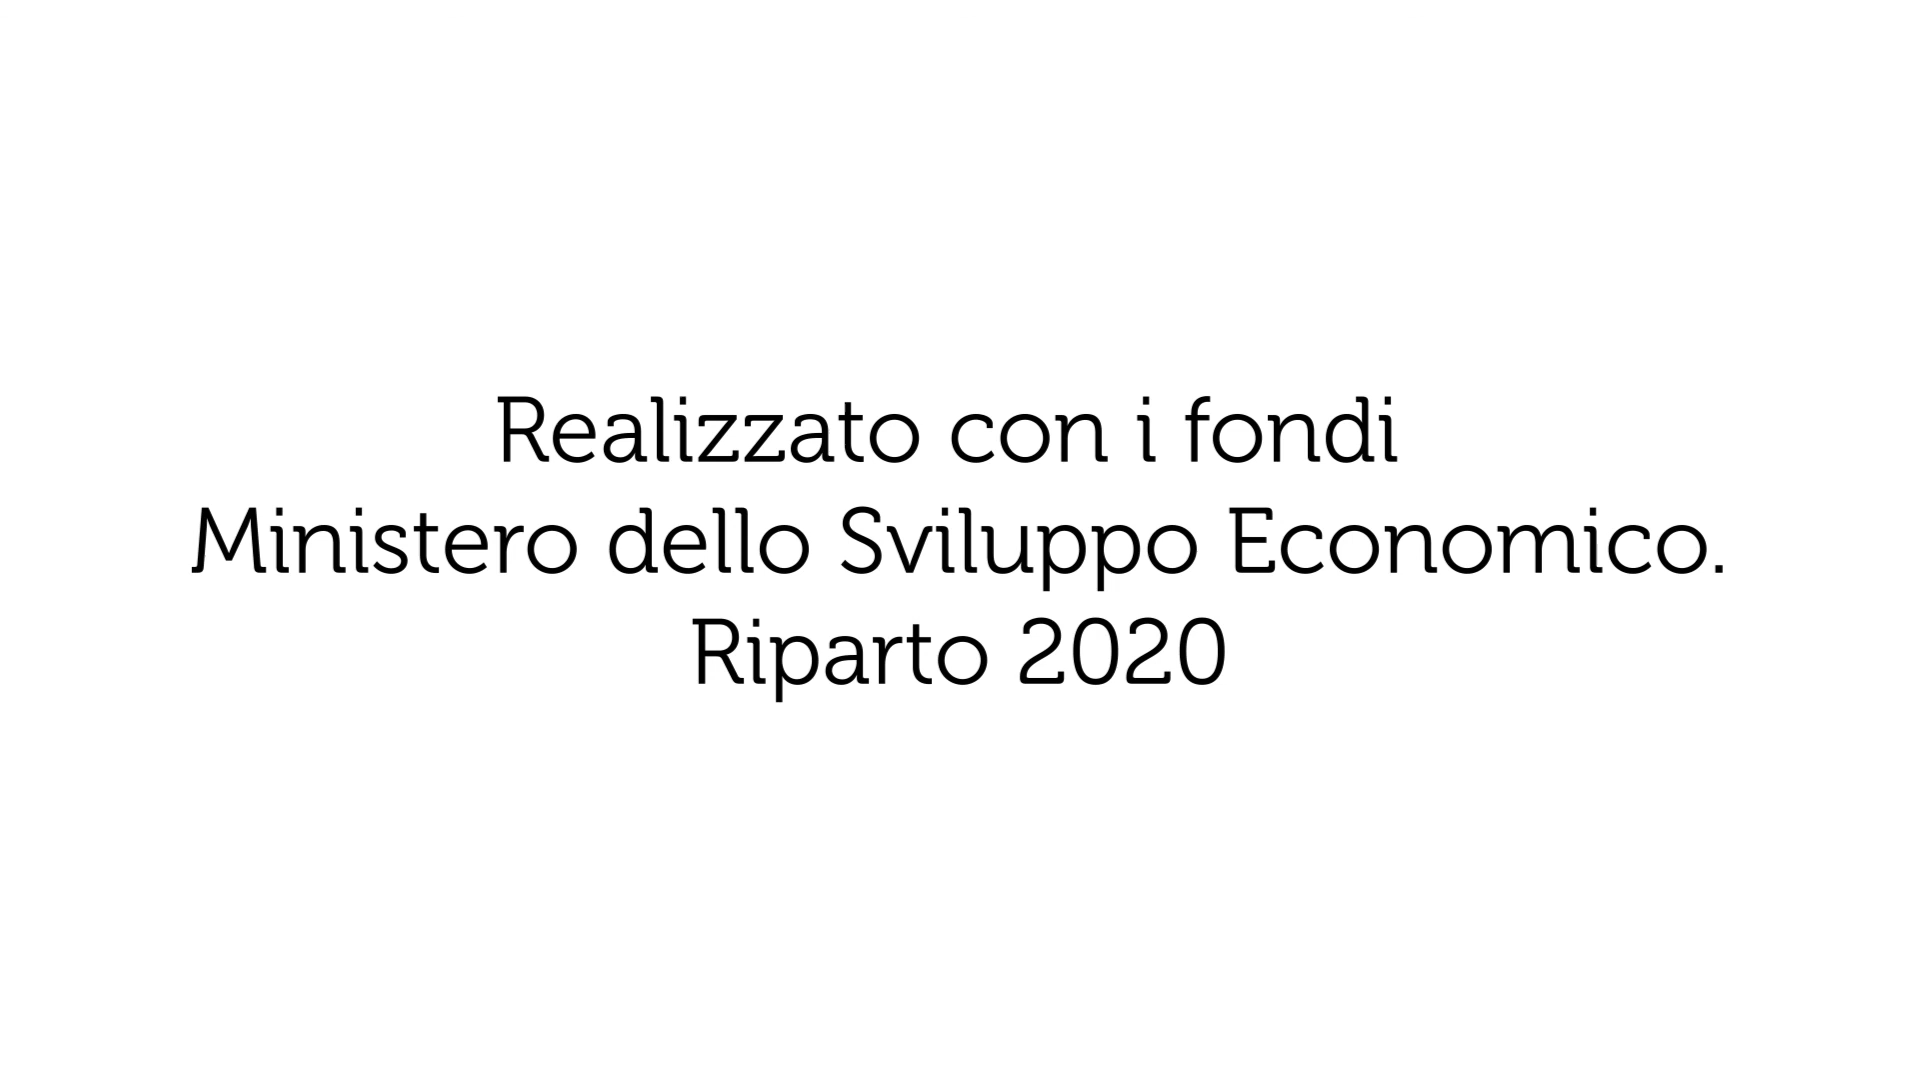 Realizzato con i fondi
Ministero dello Sviluppo Economico.
Riparto 2020